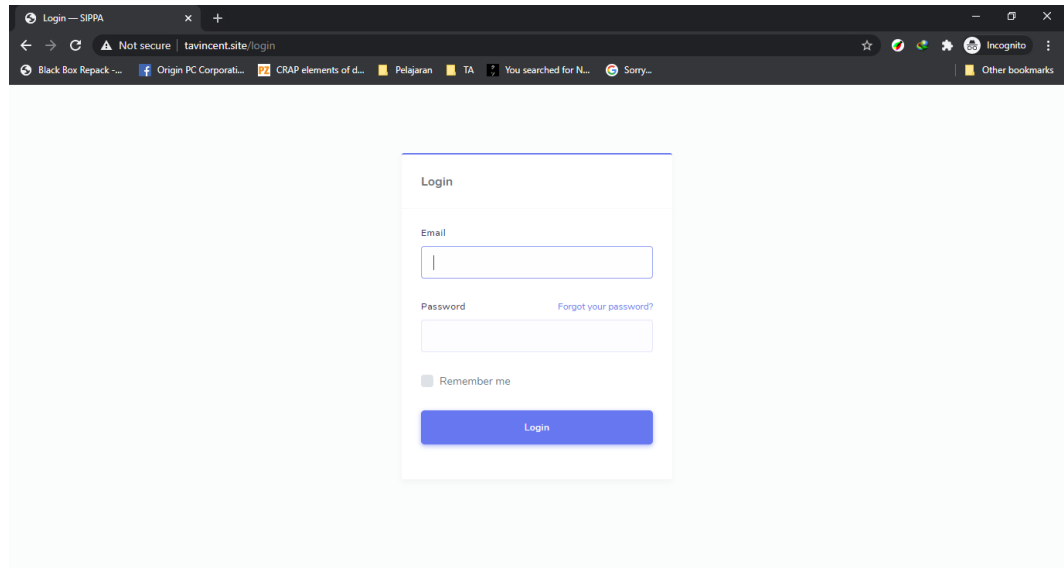 Login — SIPPA
Not secure | tavincent.site/login
Incognito
Black Box Repack -...
Origin PC Corporati...
PZ
CRAP elements of d...
Pelajaran
TA
You searched for N...
Sorry...
Other bookmarks
Login
Email
Password
Forgot your password?
Remember me
Login